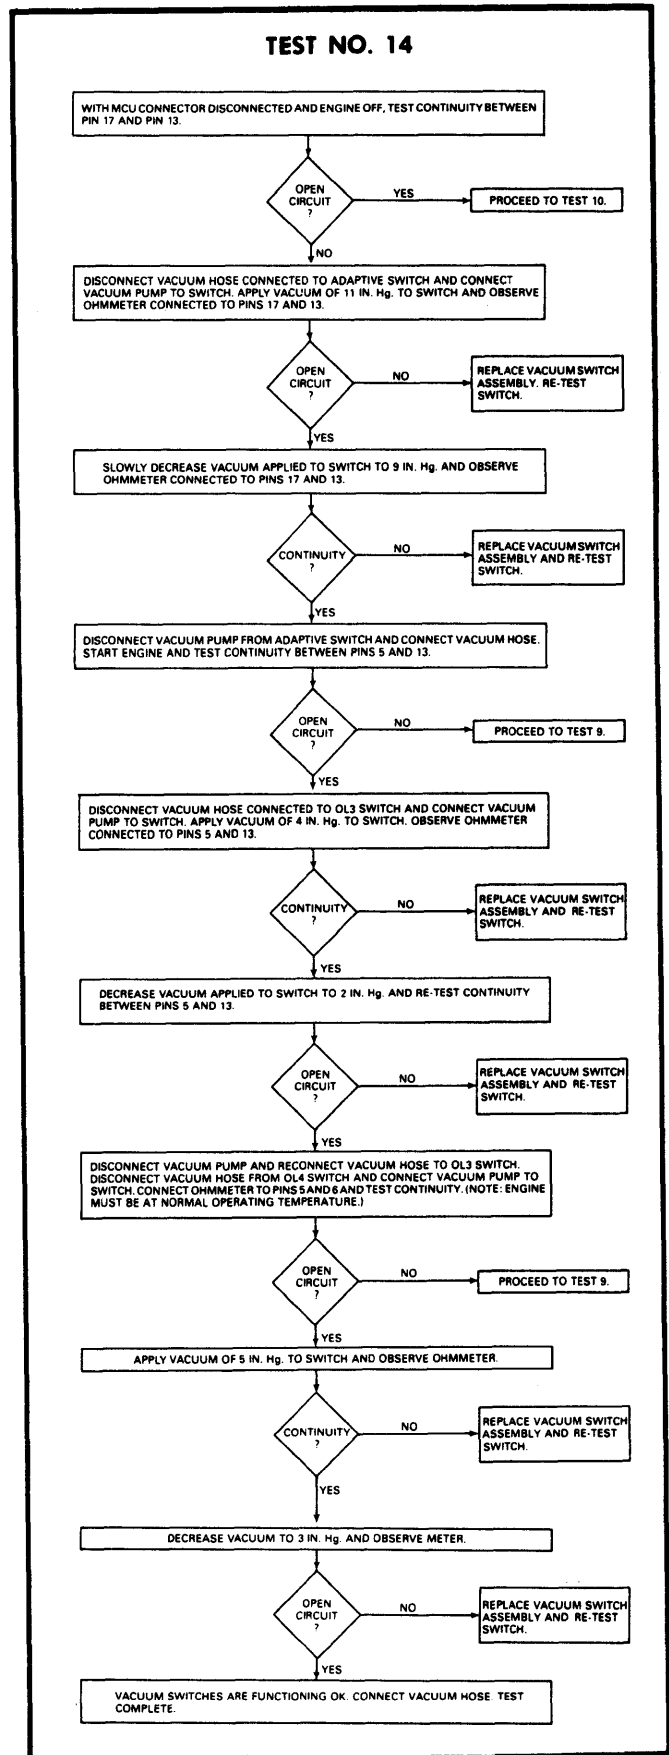 TEST NO. 14
WITH MCU CONNECTOR DISCONNECTED AND ENGINE OFF, TEST CONTINUITY BETWEEN
PIN 17 AND PIN 13.
OPEN
CIRCUIT
?
YES
PROCEED TO TEST 10.
NO
DISCONNECT VACUUM HOSE CONNECTED TO ADAPTIVE SWITCH AND CONNECT
VACUUM PUMP TO SWITCH. APPLY VACUUM OF 11 IN. Hg. TO SWITCH AND OBSERVE
OHMMETER CONNECTED TO PINS 17 AND 13.
OPEN
CIRCUIT
?
NO
REPLACE VACUUM SWITCH
ASSEMBLY. RE-TEST
SWITCH.
YES
SLOWLY DECREASE VACUUM APPLIED TO SWITCH TO 9 IN. Hg. AND OBSERVE
OHMMETER CONNECTED TO PINS 17 AND 13.
CONTINUITY
?
NO
REPLACE VACUUM SWITCH
ASSEMBLY AND RE-TEST
SWITCH.
YES
DISCONNECT VACUUM PUMP FROM ADAPTIVE SWITCH AND CONNECT VACUUM HOSE.
START ENGINE AND TEST CONTINUITY BETWEEN PINS 5 AND 13.
OPEN
CIRCUIT
?
NO
PROCEED TO TEST 9.
YES
DISCONNECT VACUUM HOSE CONNECTED TO OL3 SWITCH AND CONNECT VACUUM
PUMP TO SWITCH. APPLY VACUUM OF 4 IN. Hg. TO SWITCH. OBSERVE OHMMETER
CONNECTED TO PINS 5 AND 13.
CONTINUITY
?
NO
REPLACE VACUUM SWITCH
ASSEMBLY AND RE-TEST
SWITCH.
YES
DECREASE VACUUM APPLIED TO SWITCH TO 2 IN. Hg. AND RE-TEST CONTINUITY
BETWEEN PINS 5 AND 13.
OPEN
CIRCUIT
?
NO
REPLACE VACUUM SWITCH
ASSEMBLY AND RE-TEST
SWITCH.
YES
DISCONNECT VACUUM PUMP AND RECONNECT VACUUM HOSE TO OL3 SWITCH.
DISCONNECT VACUUM HOSE FROM OL4 SWITCH AND CONNECT VACUUM PUMP TO
SWITCH. CONNECT OHMMETER TO PINS 5 AND 6 AND TEST CONTINUITY. (NOTE: ENGINE
MUST BE AT NORMAL OPERATING TEMPERATURE.)
OPEN
CIRCUIT
?
NO
PROCEED TO TEST 9.
YES
APPLY VACUUM OF 5 IN. Hg. TO SWITCH AND OBSERVE OHMMETER.
CONTINUITY
?
NO
REPLACE VACUUM SWITCH
ASSEMBLY AND RE-TEST
SWITCH.
YES
DECREASE VACUUM TO 3 IN. Hg. AND OBSERVE METER.
OPEN
CIRCUIT
?
NO
REPLACE VACUUM SWITCH
ASSEMBLY AND RE-TEST
SWITCH.
YES
VACUUM SWITCHES ARE FUNCTIONING OK. CONNECT VACUUM HOSE. TEST
COMPLETE.